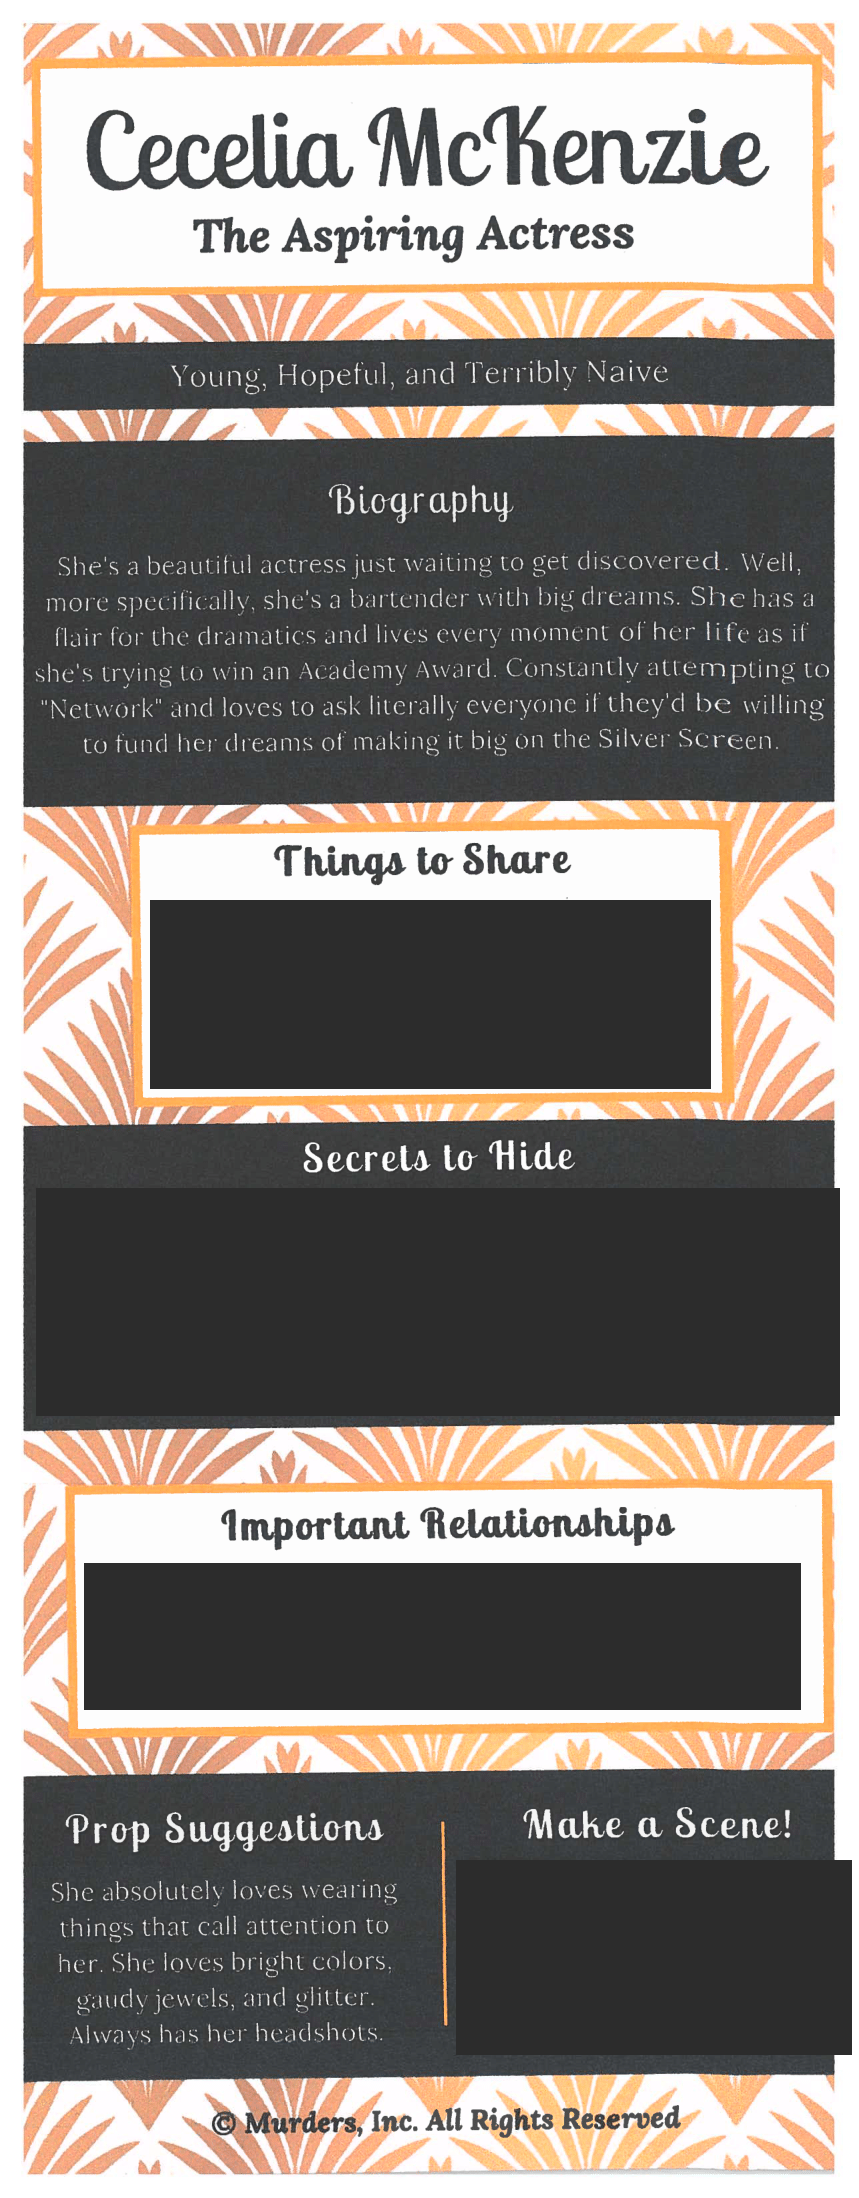 Cecelia McKenzie
The Aspiring Actress
Young, Hopeful, and Terribly Naive
Biography
She's a beautiful actress just waiting to get discovered. Well,
more specifically, she's a bartender with big dreams. She has a
flair for the dramatics and lives every moment of her life as if
she's trying to win an Academy Award. Constantly attempting to
"Network" and loves to ask literally everyone if they'd be willing
to fund her dreams of making it big on the Silver Screen.
Things to Share
Secrets to Hide
Important Relationships
Prop Suggestions
She absolutely loves wearing
things that call attention to
her. She loves bright colors,
gaudy jewels, and glitter.
Always has her headshots.
Make a Scene!
© Murders, Inc. All Rights Reserved